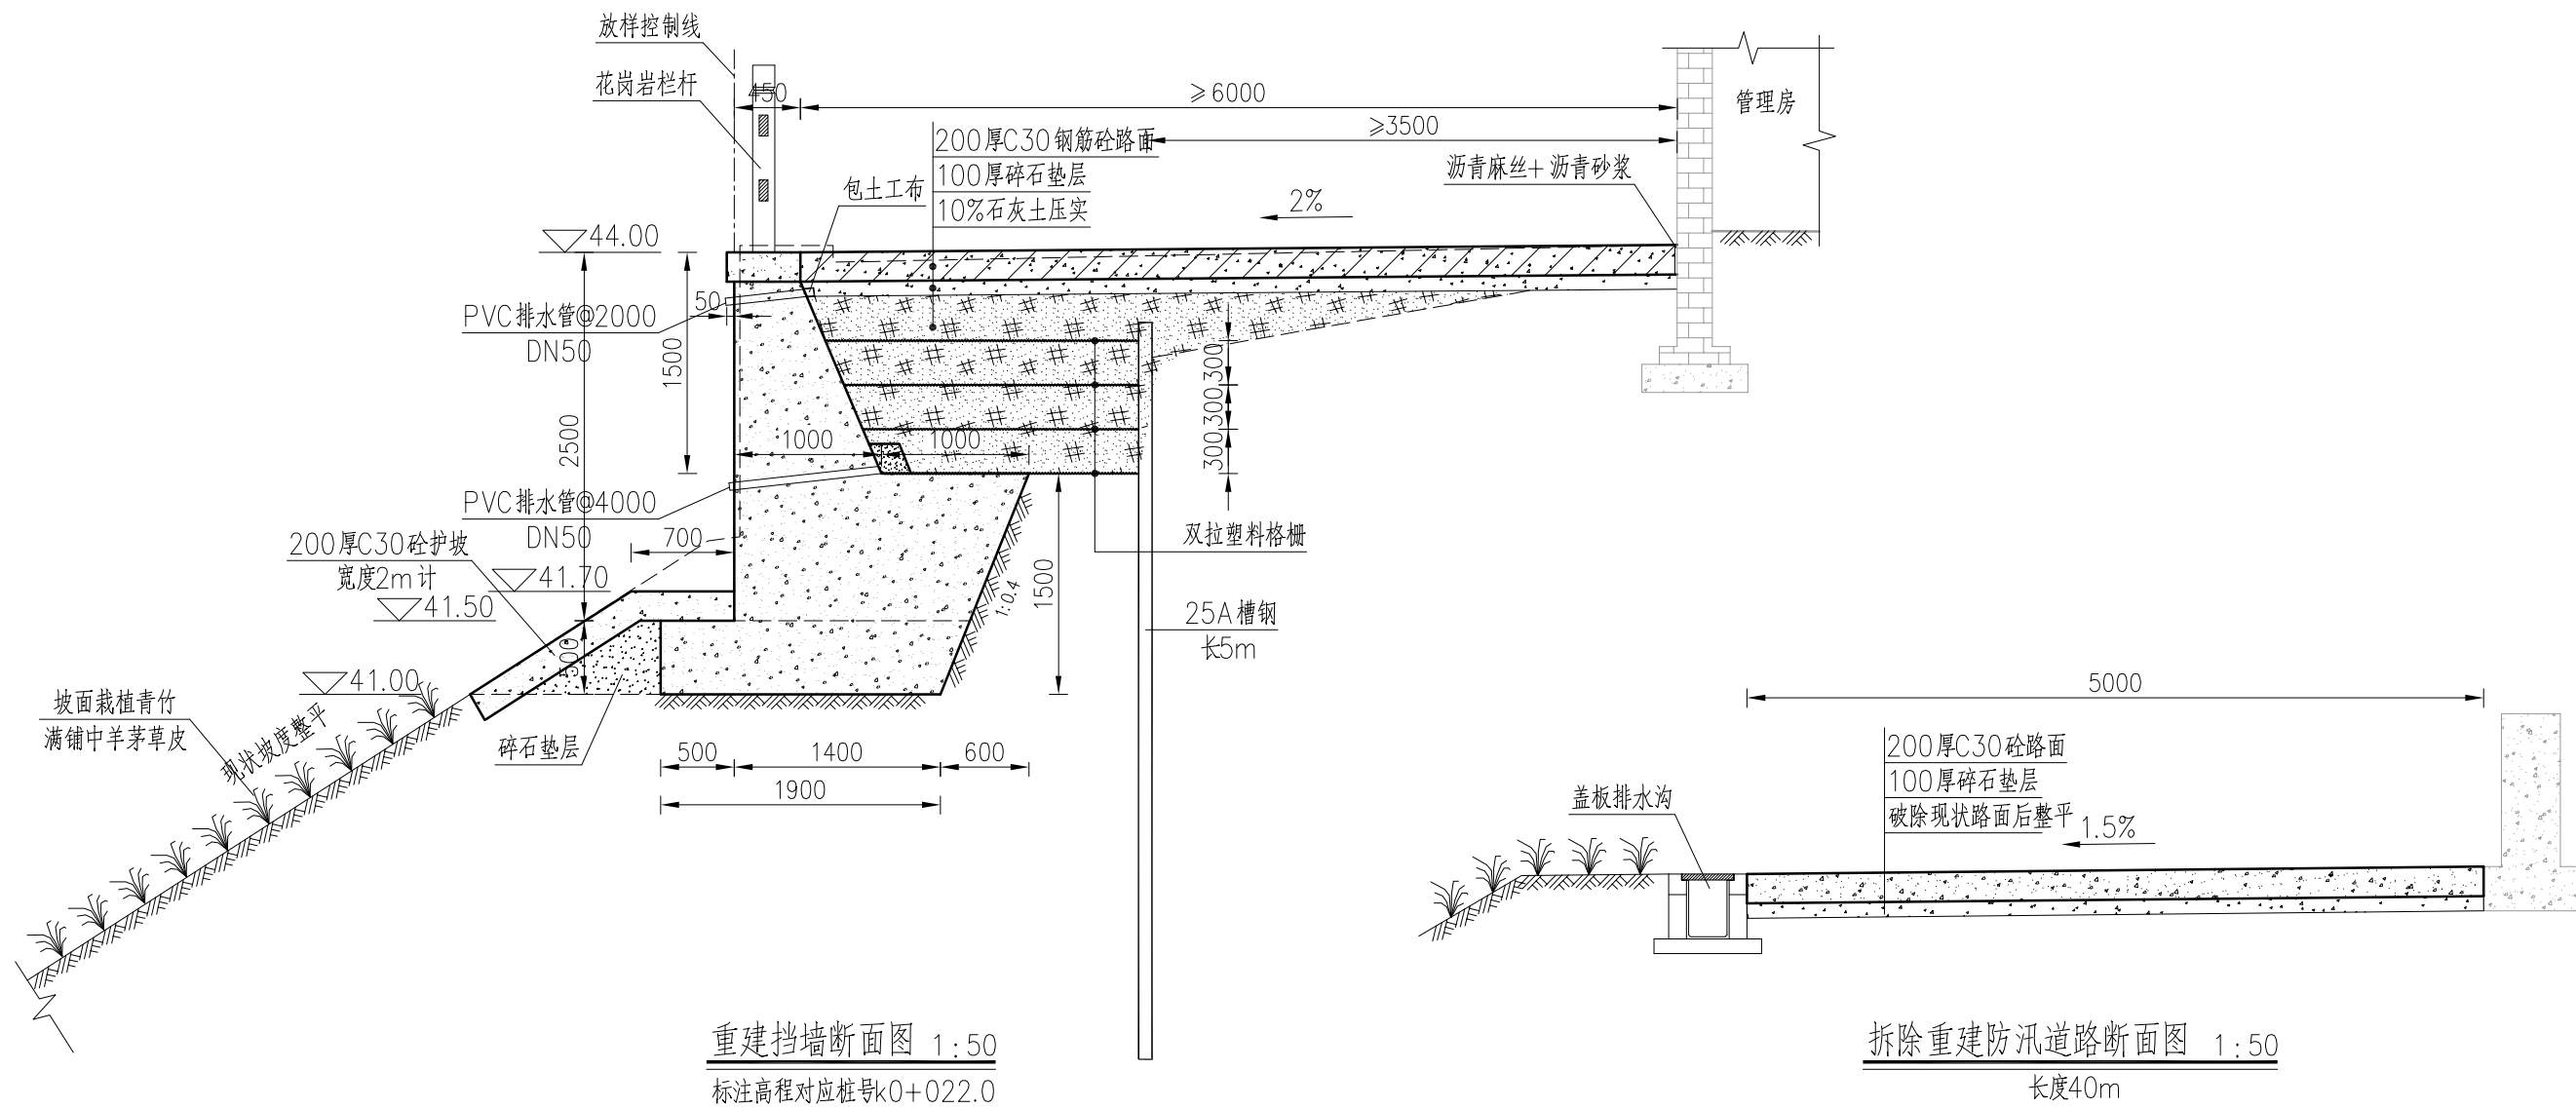 放样控制线
花岗岩栏杆
450
≥6000
≥3500
管理房
200厚C30钢筋砼路面
100厚碎石垫层
10%石灰土压实
包土工布
沥青麻丝+沥青砂浆
2%
44.00
50
PVC排水管@2000
DN50
1500
2500
300
300
300
1000
1000
PVC排水管@4000
DN50
700
双拉塑料格栅
200厚C30砼护坡
宽度2m计
41.70
41.50
500
1:0.4
1500
25A槽钢
长5m
41.00
坡面栽植青竹
满铺中羊茅草皮
现状坡度整平
碎石垫层
500
1400
600
1900
5000
200厚C30砼路面
100厚碎石垫层
破除现状路面后整平
1.5%
盖板排水沟
重建挡墙断面图 1:50
标注高程对应桩号k0+022.0
拆除重建防汛道路断面图 1:50
长度40m